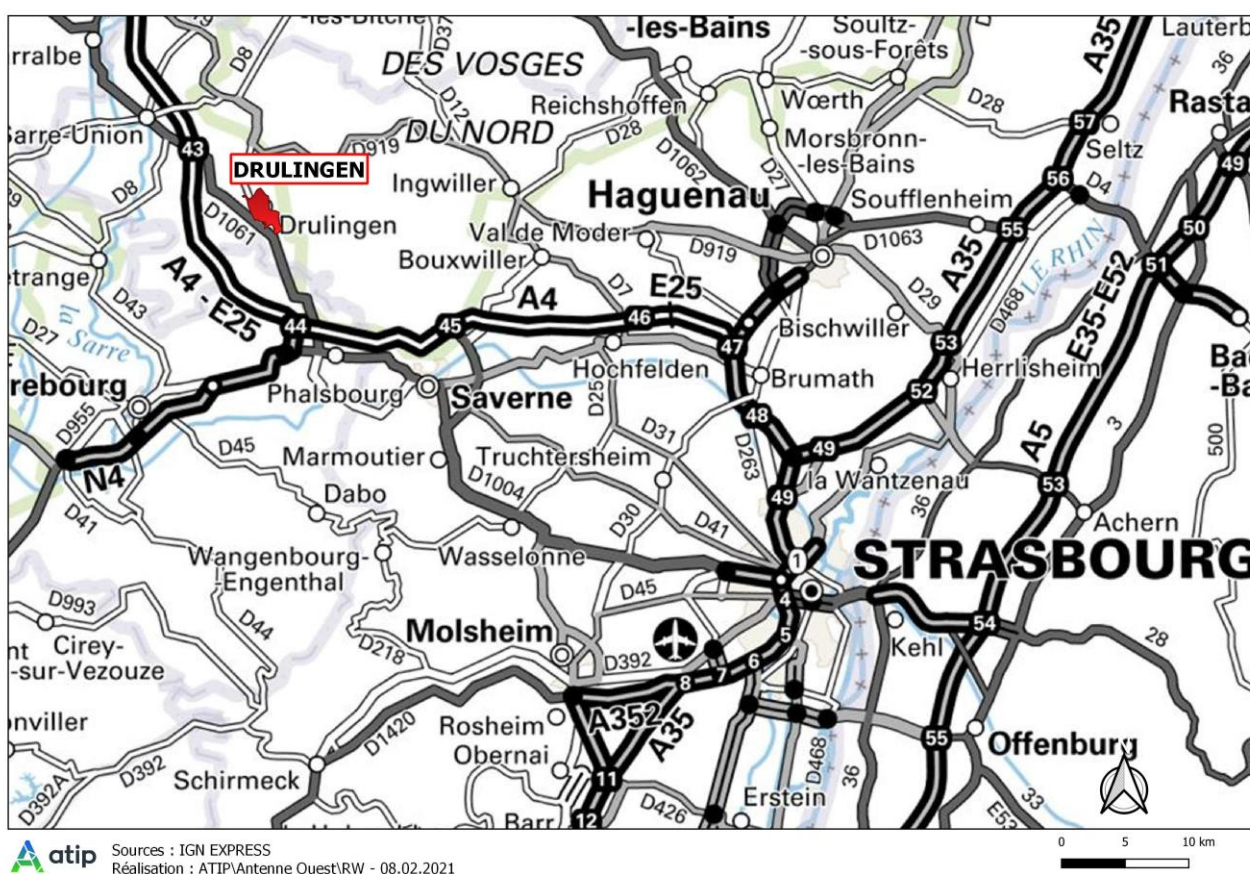 -les-Bitche
D37
-les-Bains
Soultz-
-sous-Forêts
A35
Lauterb
36
rralbe
D8
DES VOSGES
D12
Reichshoffen
Wœrth
D28
Rasta
Sarre-Union
43
DU NORD
D28
Morsbronn-
-les-Bains
57
Seltz
49
D919
DRULINGEN
Ingwiller
D1062
D27
56
D4
D8
D1061
Drulingen
Haguenau
Soufflenheim
55
50
Val de Moder
D919
D1063
A35
LE RHIN
51
etrange
A4 - E25
Bouxwiller
D7
D29
D468
E35-E52
D43
A4
E25
D27
la Sarre
44
45
46
47
Bischwiller
53
rebourg
Phalsbourg
Saverne
Hochfelden
D25
Brumath
52
Herrlisheim
Ba
-Ba
D955
48
A5
3
500
D45
D31
D263
49
N4
Marmoutier
Truchtersheim
la Wantzenau
53
D41
Dabo
D1004
D30
D41
49
36
Achern
Wangenbourg-
-Engenthal
Wasselonne
1
STRASBOURG
D993
D44
D45
4
54
nt
Cirey-
-sur-Vezouze
D218
Molsheim
D392
5
6
7
8
Kehl
28
onviller
D1420
Rosheim
A352
A35
D468
55
Offenburg
D392A
D392
Schirmeck
Obernai
11
36
33
12
Barr
D426
Erstein
E53
N
atip
Sources : IGN EXPRESS
Réalisation : ATIP\Antenne Ouest\RW - 08.02.2021
0 5 10 km